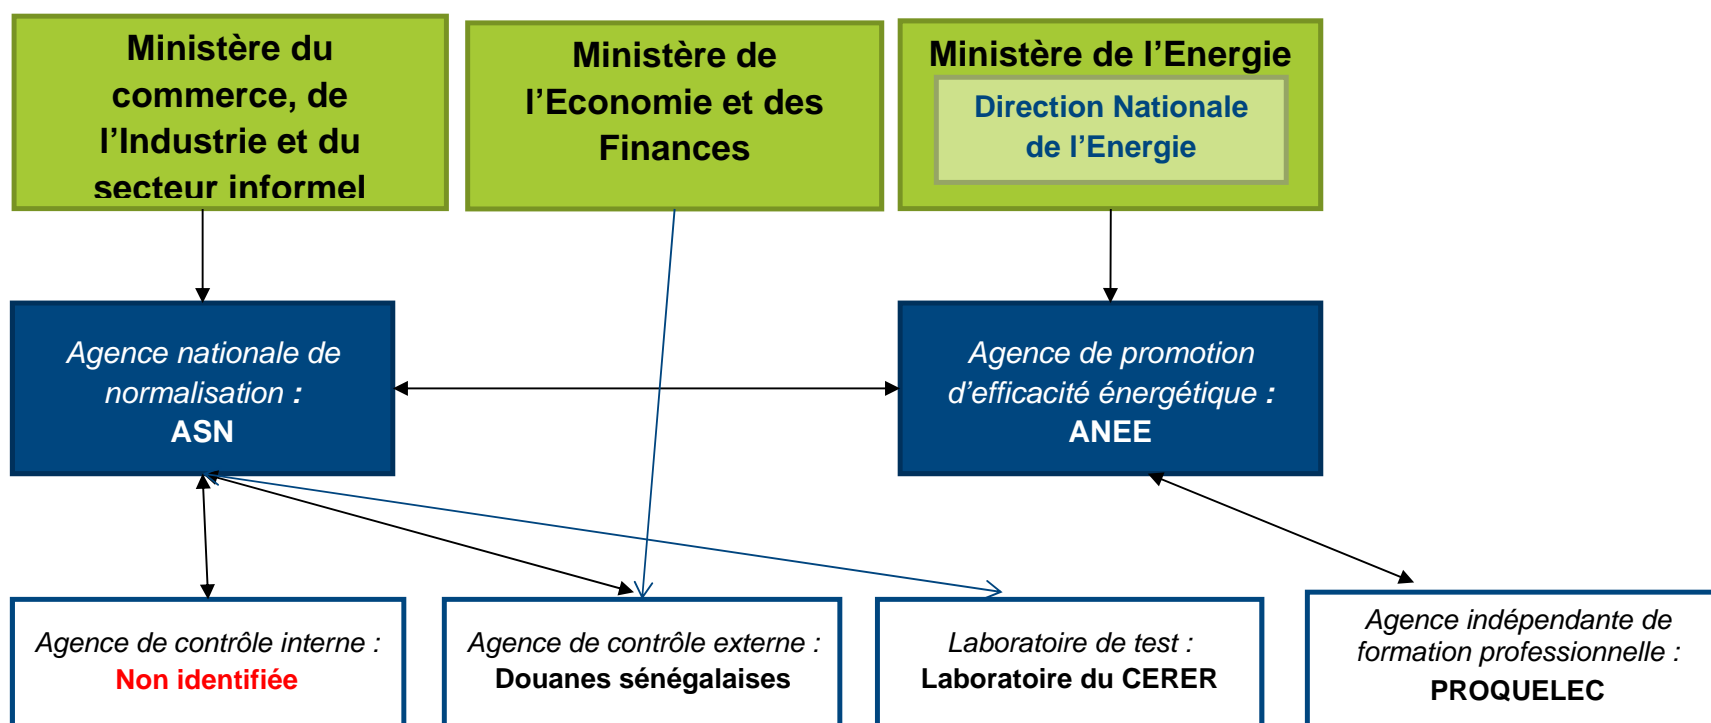 Ministère du
commerce, de
l’Industrie et du
secteur informel
Ministère de
l’Economie et des
Finances
Ministère de l’Energie
Direction Nationale
de l’Energie
Agence nationale de
normalisation :
ASN
Agence de promotion
d’efficacité énergétique :
ANEE
Agence de contrôle interne :
Non identifiée
Agence de contrôle externe :
Douanes sénégalaises
Laboratoire de test :
Laboratoire du CERER
Agence indépendante de
formation professionnelle :
PROQUELEC